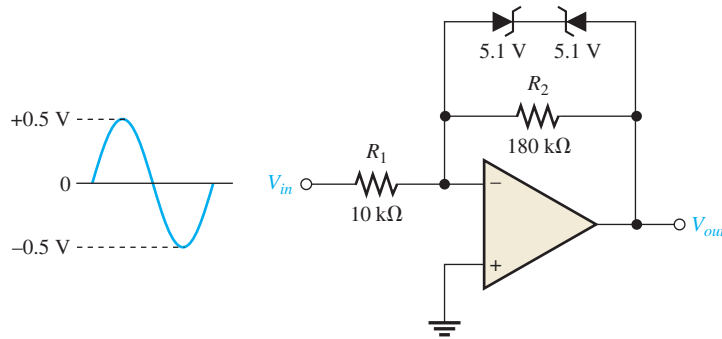 5.1 V 5.1 V
R2
180 kΩ
+0.5 V
0
–0.5 V
Vin
R1
10 kΩ
–
+
Vout